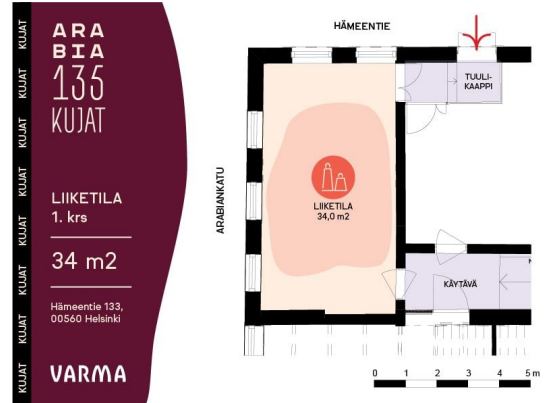 KUJAT
KUJAT
KUJAT
KUJAT
KUJAT
KUJAT
KUJAT
KUJAT
ARA
BIA
135
KUJAT
LIIKETILA
1. krs
34 m2
Hämeentie 133,
00560 Helsinki
VARMA
HÄMEENTIE
ARABIANKATU
TUULI-
KAAPPI
LIIKETILA
34,0 m2
KÄYTÄVÄ
0 1 2 3 4 5 m